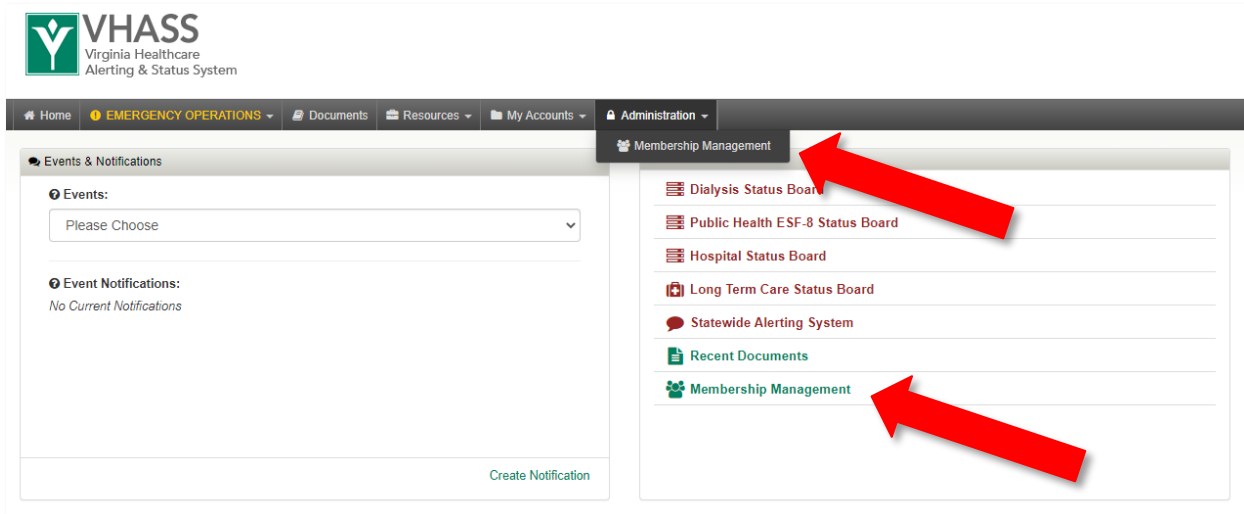 VHASS
Virginia Healthcare
Alerting & Status System
Home EMERGENCY OPERATIONS Documents Resources My Accounts Administration
Membership Management
Events & Notifications
Events:
Please Choose
Event Notifications:
No Current Notifications
Create Notification
Dialysis Status Board
Public Health ESF-8 Status Board
Hospital Status Board
Long Term Care Status Board
Statewide Alerting System
Recent Documents
Membership Management